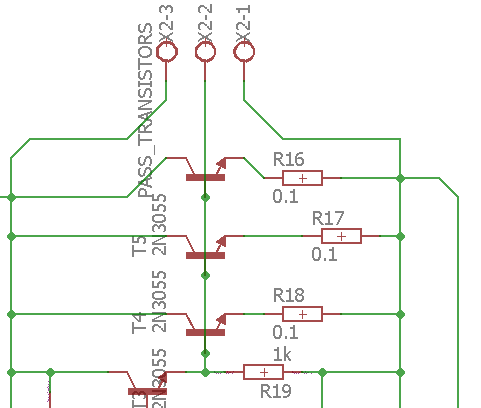 X2-3
X2-2
X2-1
PASS_TRANSISTORS
R16
0.1
T5
2N3055
R17
0.1
T4
2N3055
R18
0.1
T3
2N3055
1k
R19